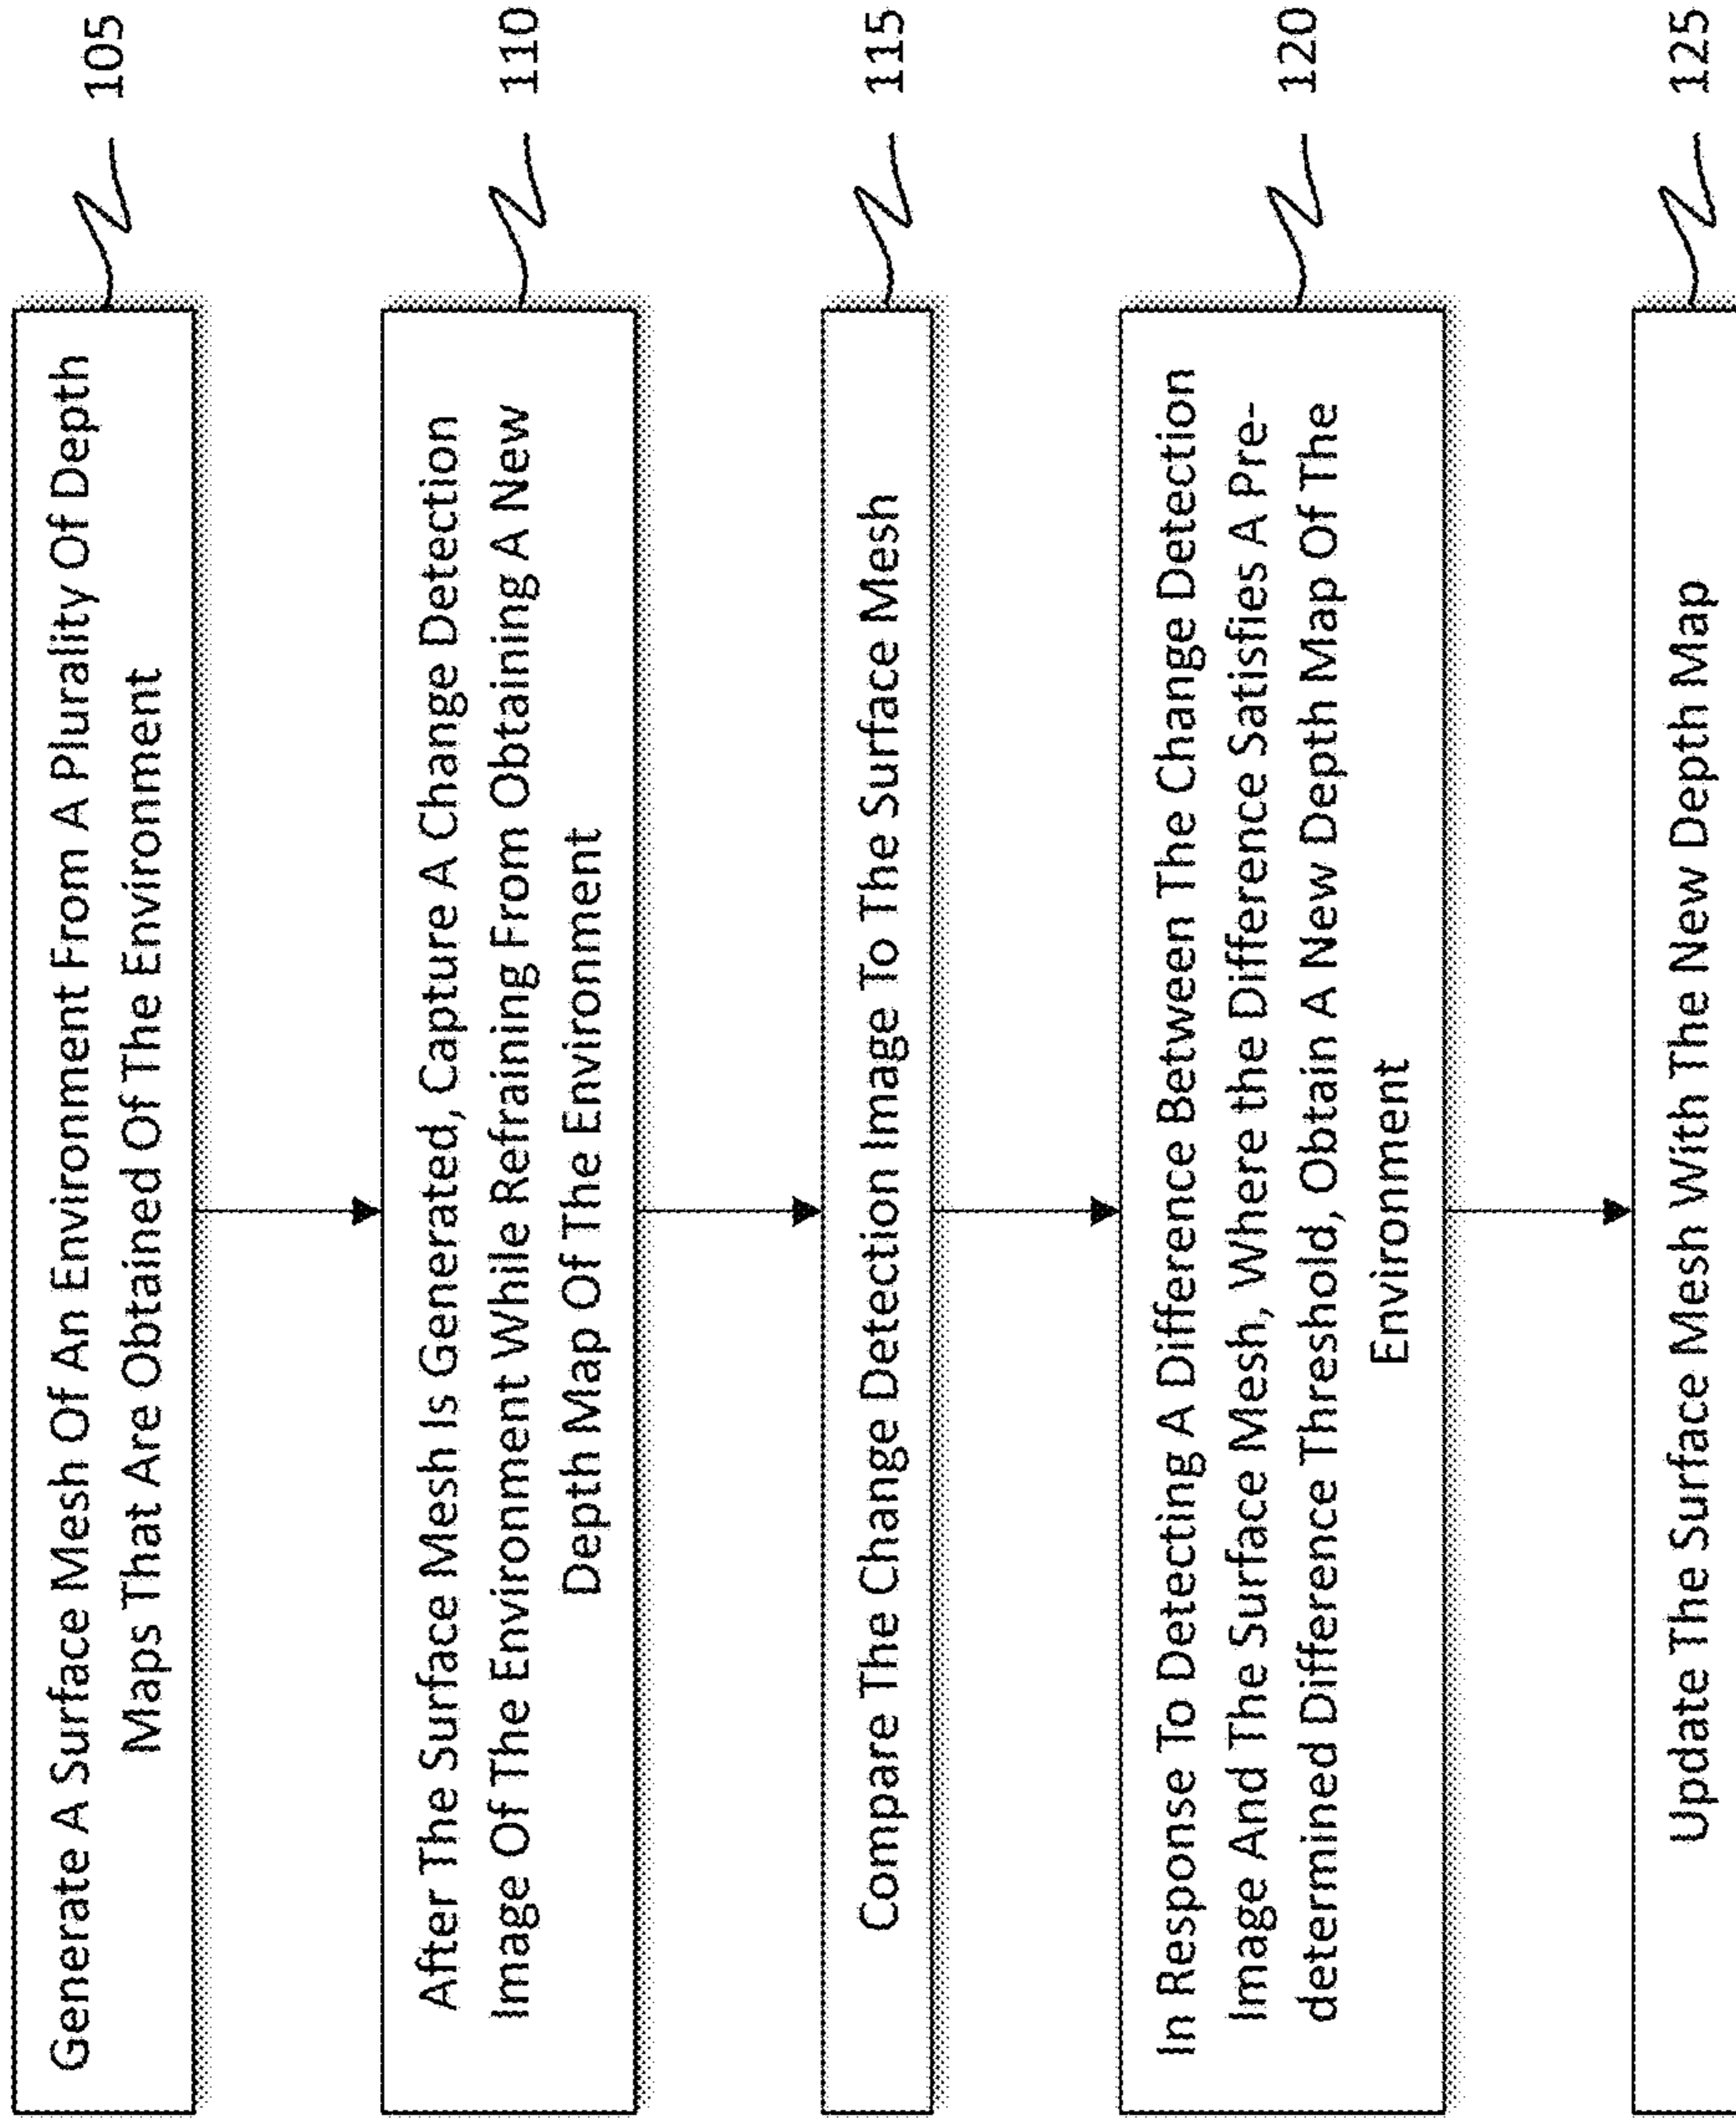 Generate A Surface Mesh Of An Environment From A Plurality Of Depth
Maps That Are Obtained Of The Environment
105
After The Surface Mesh Is Generated, Capture A Change Detection
Image Of The Environment While Refraining From Obtaining A New
Depth Map Of The Environment
110
Compare The Change Detection Image To The Surface Mesh
115
In Response To Detecting A Difference Between The Change Detection
Image And The Surface Mesh, Where the Difference Satisfies A Pre-
determined Difference Threshold, Obtain A New Depth Map Of The
Environment
120
Update The Surface Mesh With The New Depth Map
125